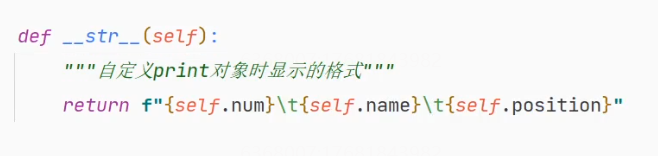 def __str__(self):
"""自定义print对象时显示的格式"""
return f"{self.num}\t{self.name}\t{self.position}"